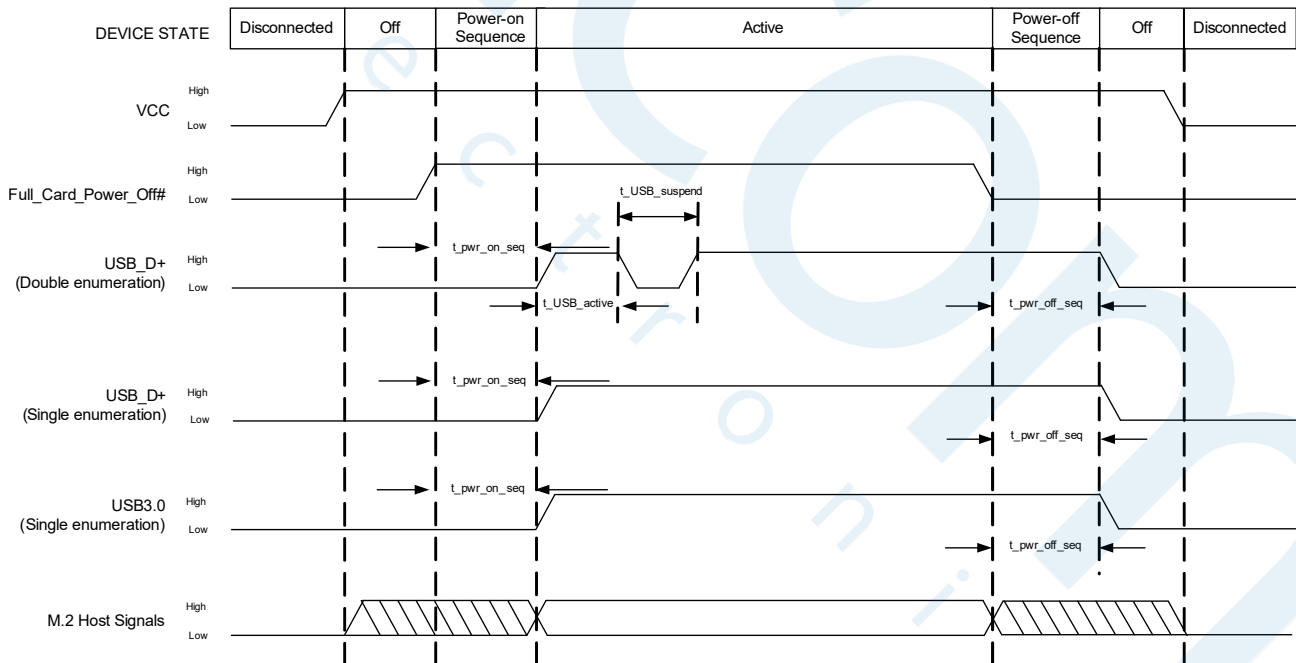 DEVICE STATE
Disconnected
Off
Power-on
Sequence
Active
Power-off
Sequence
Off
Disconnected
VCC
High
Low
Full_Card_Power_Off#
High
Low
t_USB_suspend
USB_D+
(Double enumeration)
High
Low
t_pwr_on_seq
t_USB_active
t_pwr_off_seq
USB_D+
(Single enumeration)
High
Low
t_pwr_on_seq
t_pwr_off_seq
USB3.0
(Single enumeration)
High
Low
t_pwr_on_seq
t_pwr_off_seq
M.2 Host Signals
High
Low